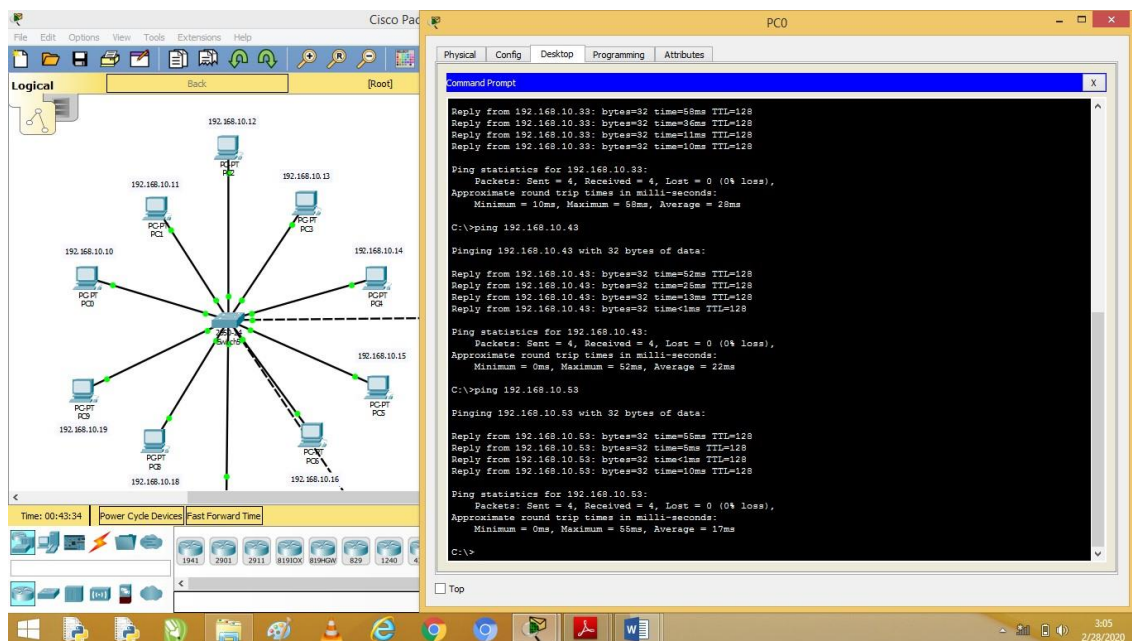 Cisco Pac
File Edit Options View Tools Extensions Help
Logical
Back
[Root]
192.168.10.12
PC-PT
PC2
192.168.10.11
PC-PT
PC1
192.168.10.13
PC-PT
PC3
192.168.10.10
PC-PT
PC0
192.168.10.14
PC-PT
PC4
2950-24
Switch5
192.168.10.15
PC-PT
PC5
PC-PT
PC9
192.168.10.19
PC-PT
PC8
192.168.10.18
PC-PT
PC6
192.168.10.16
Time: 00:43:34 Power Cycle Devices Fast Forward Time
1941 2901 2911 819IOX 819HGW 829 1240
PC0
Physical Config Desktop Programming Attributes
Command Prompt X
Reply from 192.168.10.33: bytes=32 time=58ms TTL=128
Reply from 192.168.10.33: bytes=32 time=36ms TTL=128
Reply from 192.168.10.33: bytes=32 time=11ms TTL=128
Reply from 192.168.10.33: bytes=32 time=10ms TTL=128
Ping statistics for 192.168.10.33:
Packets: Sent = 4, Received = 4, Lost = 0 (0% loss),
Approximate round trip times in milli-seconds:
Minimum = 10ms, Maximum = 58ms, Average = 28ms
C:\>ping 192.168.10.43
Pinging 192.168.10.43 with 32 bytes of data:
Reply from 192.168.10.43: bytes=32 time=52ms TTL=128
Reply from 192.168.10.43: bytes=32 time=25ms TTL=128
Reply from 192.168.10.43: bytes=32 time=13ms TTL=128
Reply from 192.168.10.43: bytes=32 time<1ms TTL=128
Ping statistics for 192.168.10.43:
Packets: Sent = 4, Received = 4, Lost = 0 (0% loss),
Approximate round trip times in milli-seconds:
Minimum = 0ms, Maximum = 52ms, Average = 22ms
C:\>ping 192.168.10.53
Pinging 192.168.10.53 with 32 bytes of data:
Reply from 192.168.10.53: bytes=32 time=55ms TTL=128
Reply from 192.168.10.53: bytes=32 time=5ms TTL=128
Reply from 192.168.10.53: bytes=32 time<1ms TTL=128
Reply from 192.168.10.53: bytes=32 time=10ms TTL=128
Ping statistics for 192.168.10.53:
Packets: Sent = 4, Received = 4, Lost = 0 (0% loss),
Approximate round trip times in milli-seconds:
Minimum = 0ms, Maximum = 55ms, Average = 17ms
C:\>
Top
3:05
2/28/2020